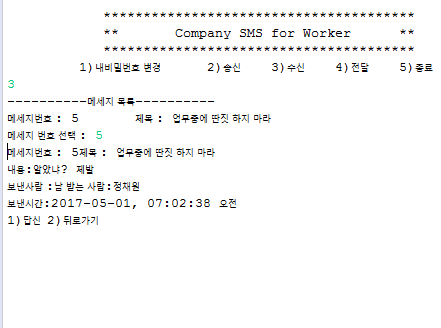 ****************************************
** Company SMS for Worker **
****************************************
1)내비밀번호 변경 2)송신 3)수신 4)전달 5)종료
3
----------메세지 목록----------
메세지번호 : 5 제목 : 업무중에 딴짓 하지 마라
메세지 번호 선택 : 5
메세지번호 : 5제목 : 업무중에 딴짓 하지 마라
내용:알았냐? 제발
보낸사람 :남 받는 사람:정채원
보낸시간:2017-05-01, 07:02:38 오전
1)답신 2)뒤로가기